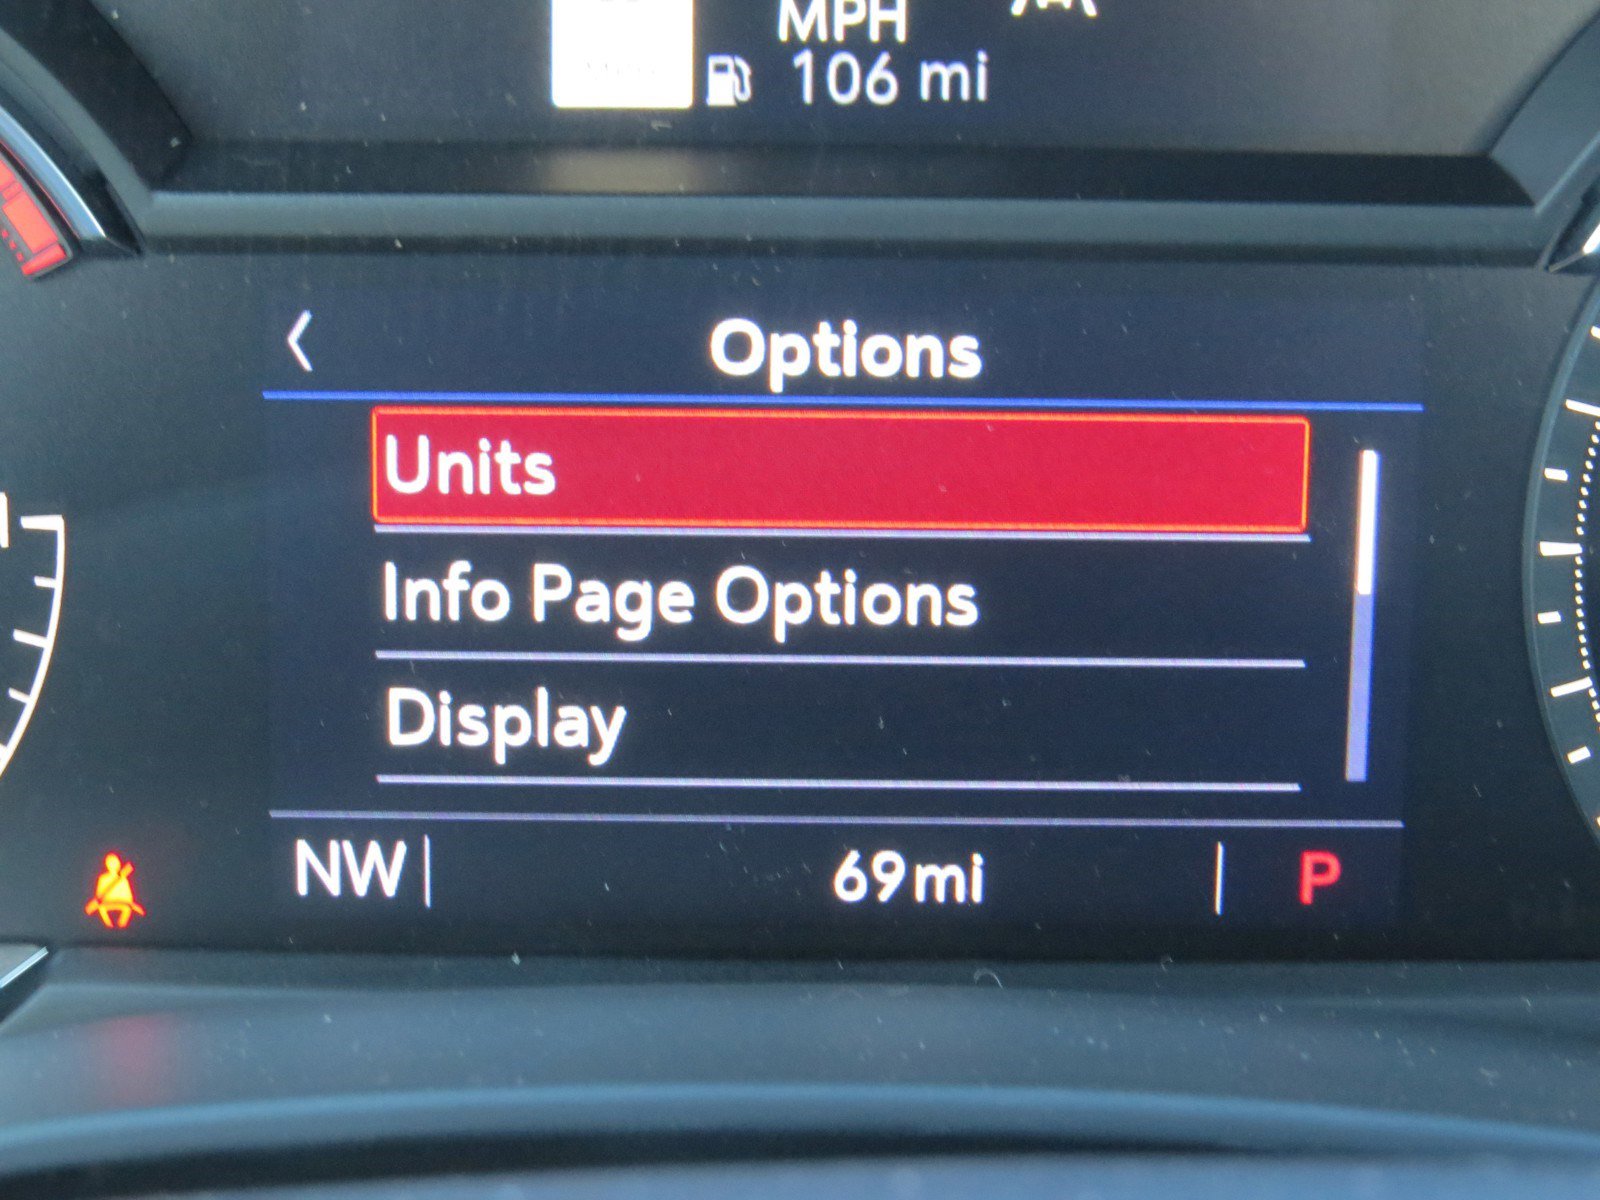 MPH
106 mi
Options
Units
Info Page Options
Display
NW
69mi
P